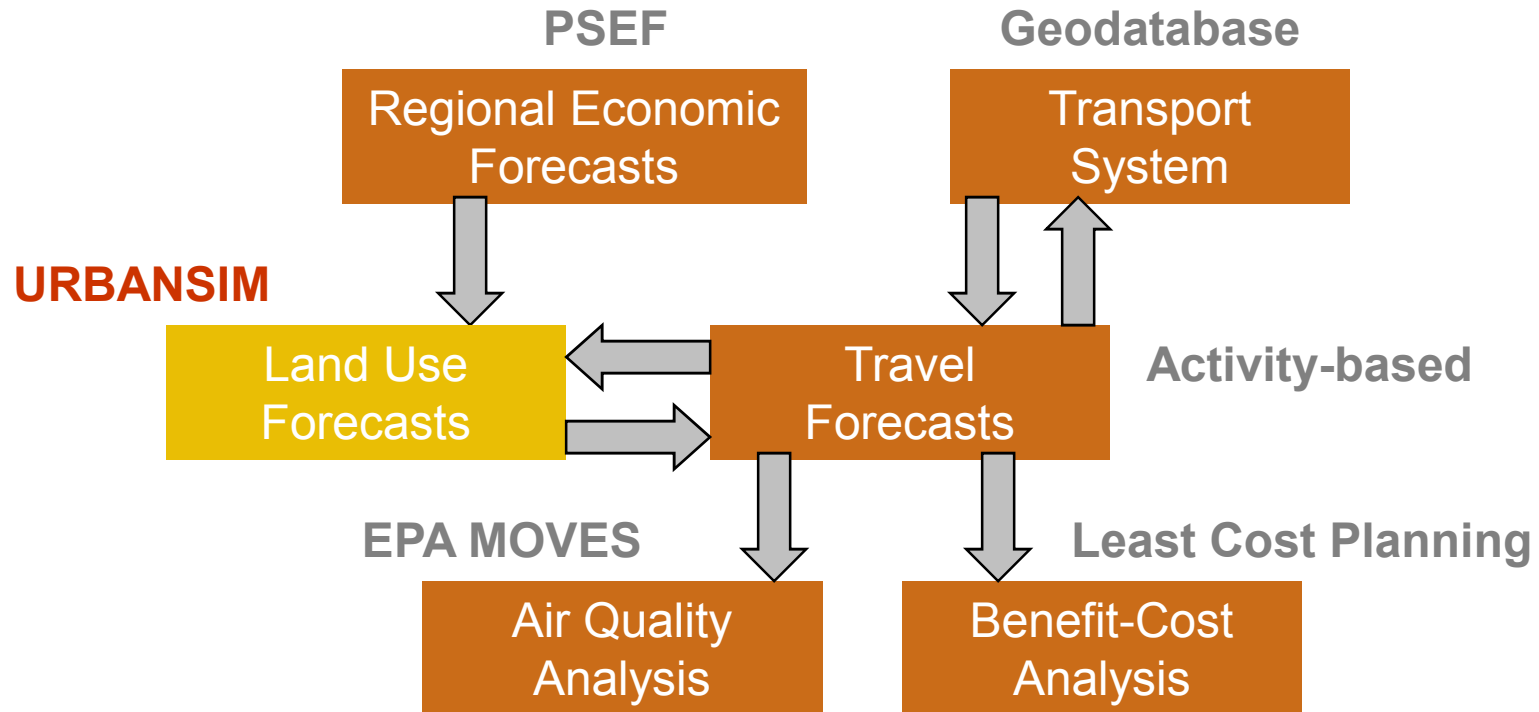 PSEF
Geodatabase
Regional Economic
Forecasts
Transport
System
URBANSIM
Land Use
Forecasts
Travel
Forecasts
Activity-based
EPA MOVES
Least Cost Planning
Air Quality
Analysis
Benefit-Cost
Analysis